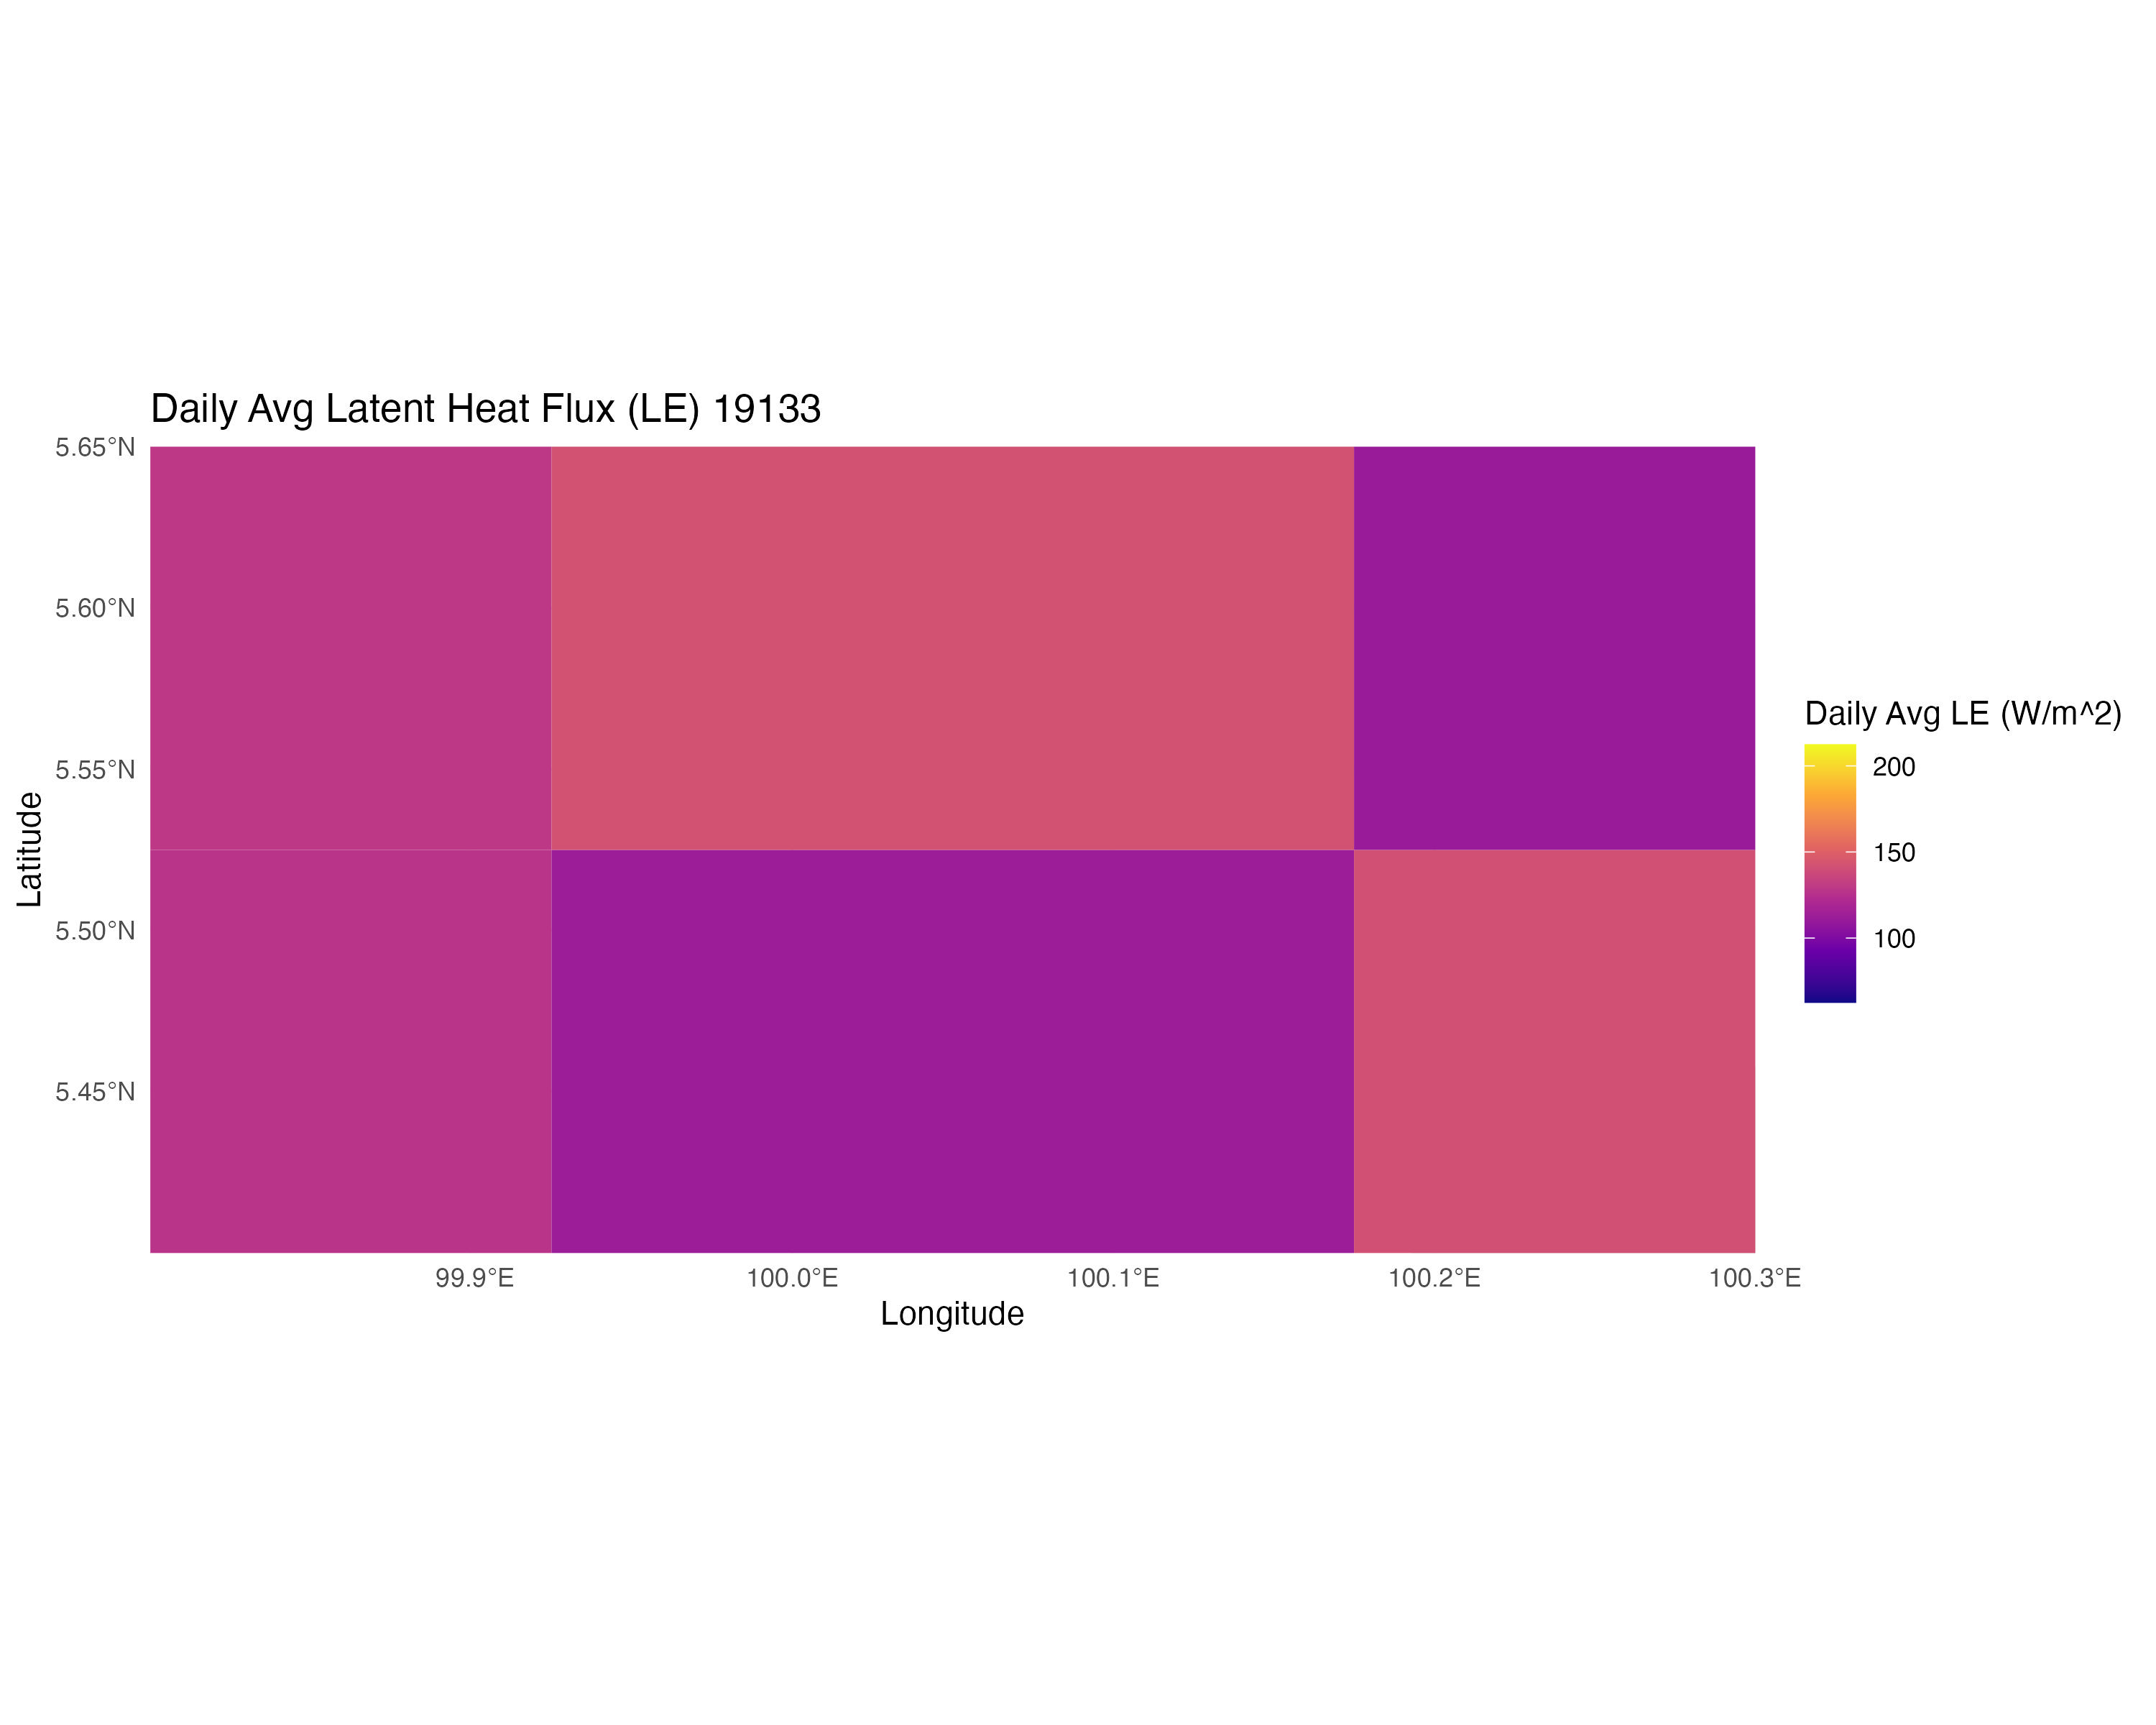 Daily Avg Latent Heat Flux (LE) 19133
5.65°N
5.60°N
5.55°N
5.50°N
5.45°N
Latitude
99.9°E
100.0°E
100.1°E
100.2°E
100.3°E
Longitude
Daily Avg LE (W/m^2)
200
150
100